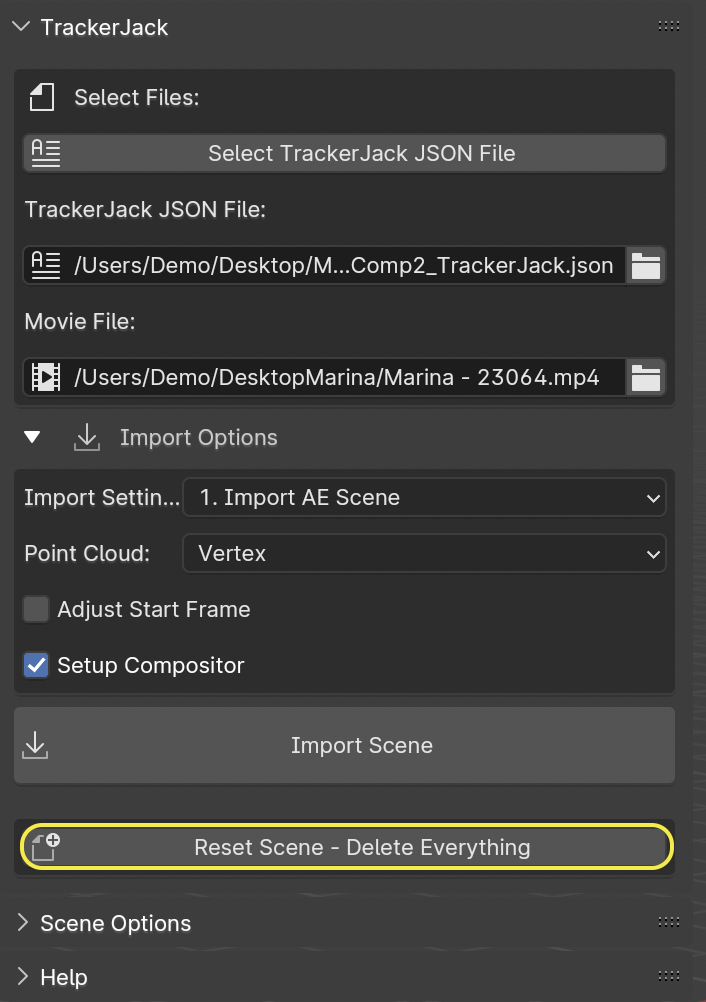 TrackerJack
Select Files:
Select TrackerJack JSON File
TrackerJack JSON File:
/Users/Demo/Desktop/M...Comp2_TrackerJack.json
Movie File:
/Users/Demo/DesktopMarina/Marina - 23064.mp4
Import Options
Import Settin... 1. Import AE Scene
Point Cloud: Vertex
Adjust Start Frame
Setup Compositor
Import Scene
Reset Scene - Delete Everything
Scene Options
Help